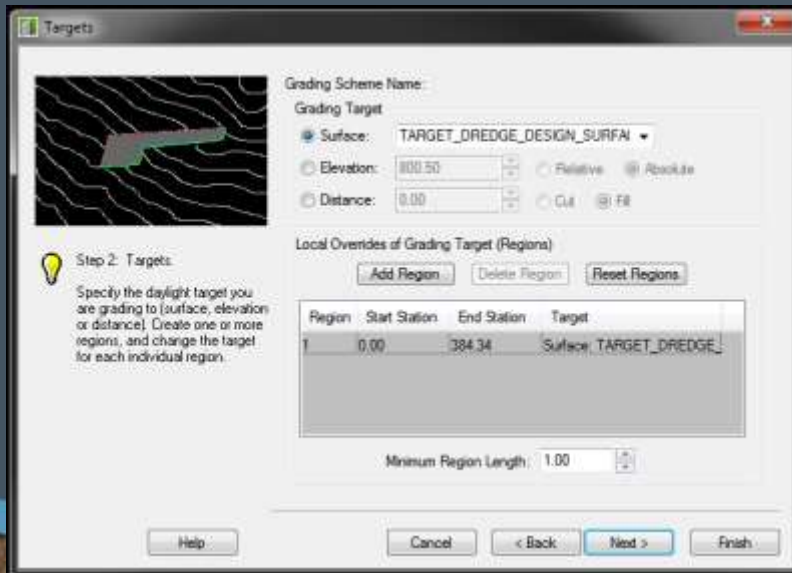 Targets
Grading Scheme Name:
Grading Target
Surface: TARGET_DREDGE_DESIGN_SURFAI
Elevation: 800.50 Relative Absolute
Distance: 0.00 Cut Fill
Step 2: Targets
Specify the daylight target you
are grading to (surface, elevation
or distance). Create one or more
regions, and change the target
for each individual region.
Local Overrides of Grading Target (Regions)
Add Region Delete Region Reset Regions
Region Start Station End Station Target
1 0.00 384.34 Surface: TARGET_DREDGE_
Minimum Region Length: 1.00
Help Cancel < Back Next > Finish